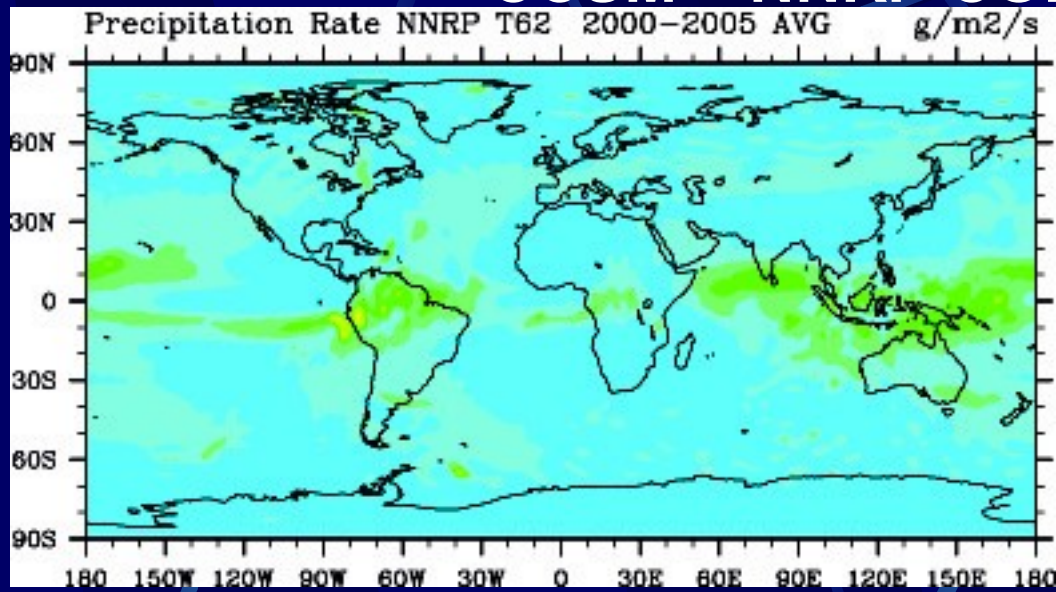 Precipitation Rate NNRP T62 2000-2005 AVG g/m2/s
90N
60N
30N
0
30S
60S
90S
180 150W 120W 90W 60W 30W 0 30E 60E 90E 120E 150E 180